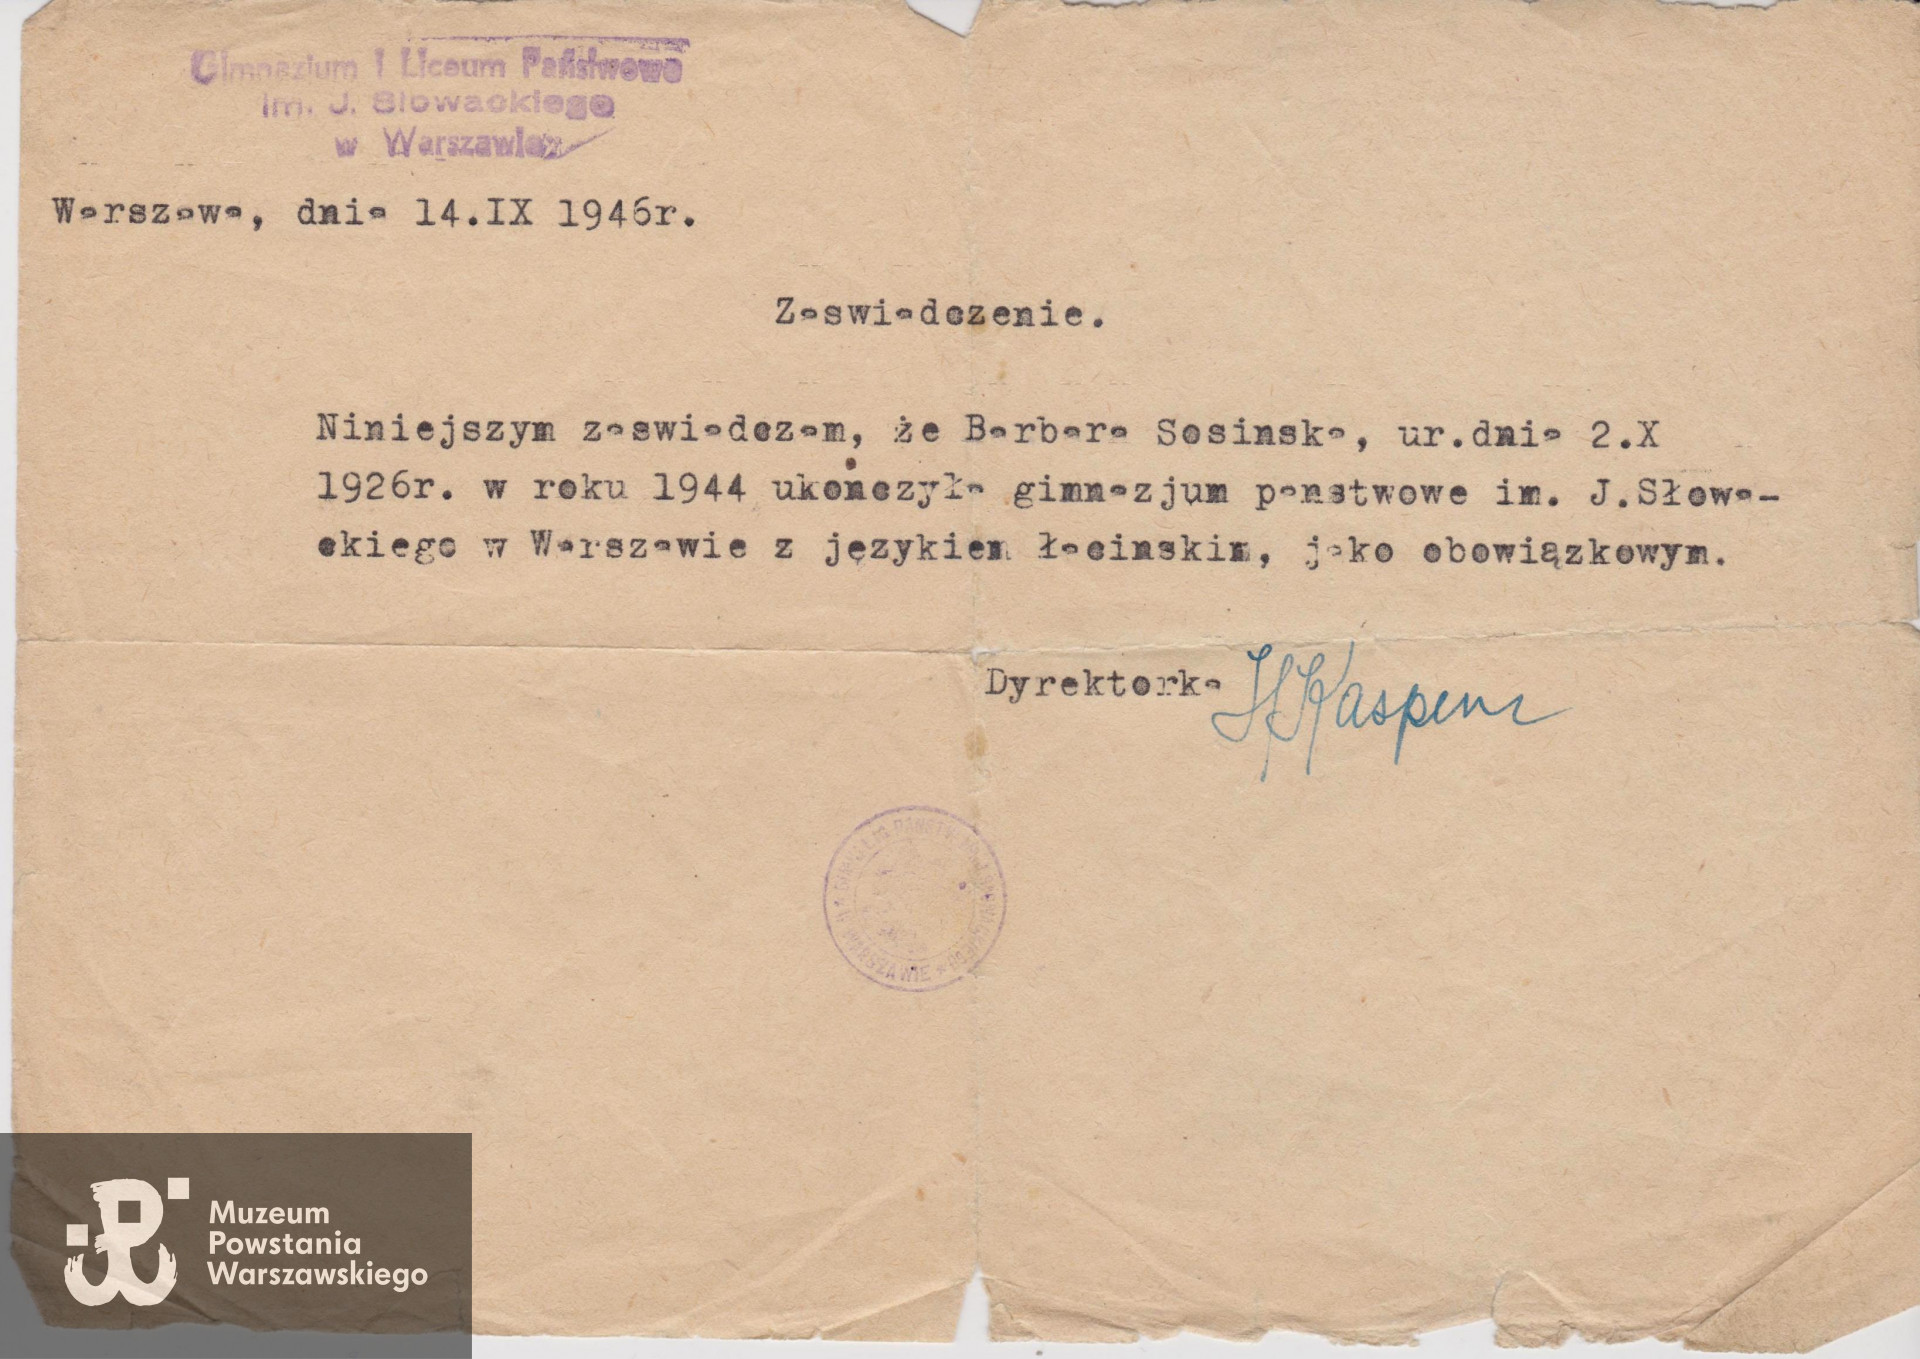 Gimnazjum i Liceum Państwowe
im. J. Słowackiego
w Warszawie
Warszawa, dnia 14.IX 1946r.
Zaswiadczenie.
Niniejszym zaswiadczam, że Barbara Sosinska, ur.dnia 2.X
1926r. w roku 1944 ukończyła gimnazjum panstwowe im. J.Słowa-
ckiego w Warszawie z językiem łacinskim, jako obowiązkowym.
Dyrektorka
WARSZAWIE
Muzeum
Powstania
Warszawskiego